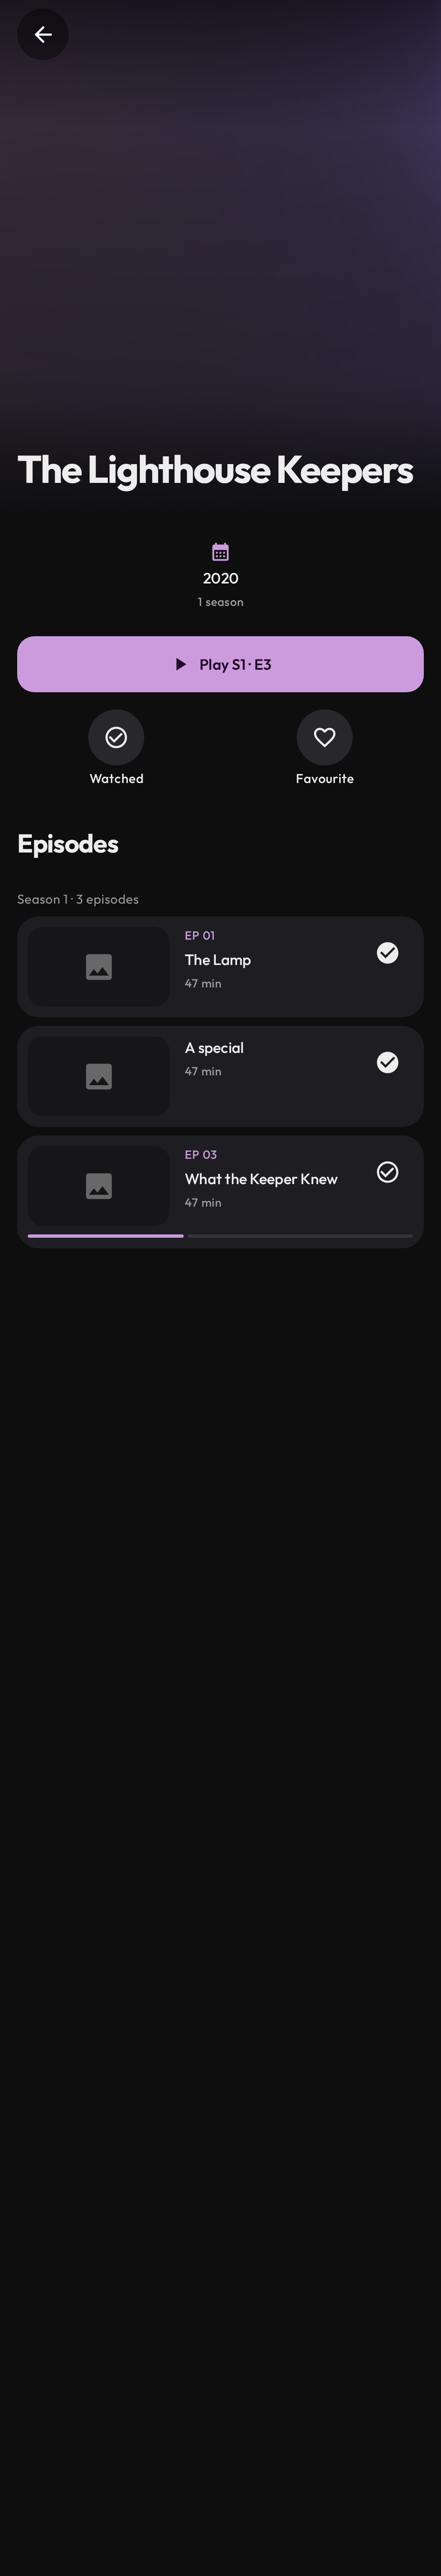 The Lighthouse Keepers
2020
1 season
Play S1 · E3
Watched
Favourite
Episodes
Season 1 · 3 episodes
EP 01
The Lamp
47 min
A special
47 min
EP 03
What the Keeper Knew
47 min